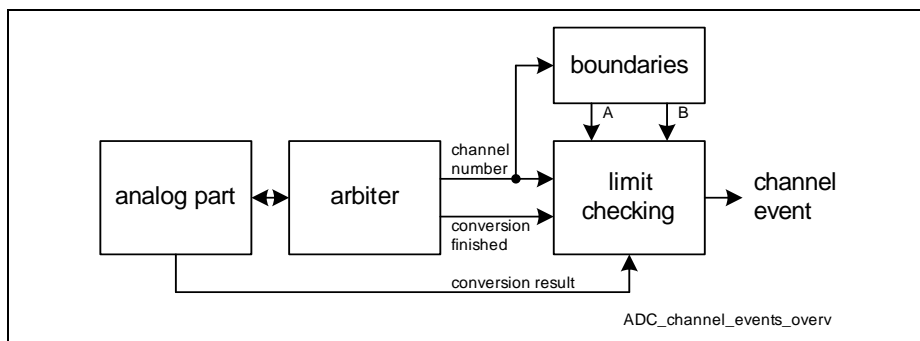 boundaries
A
B
channel
number
analog part
arbiter
limit
checking
channel
event
conversion
finished
conversion result
ADC_channel_events_overv